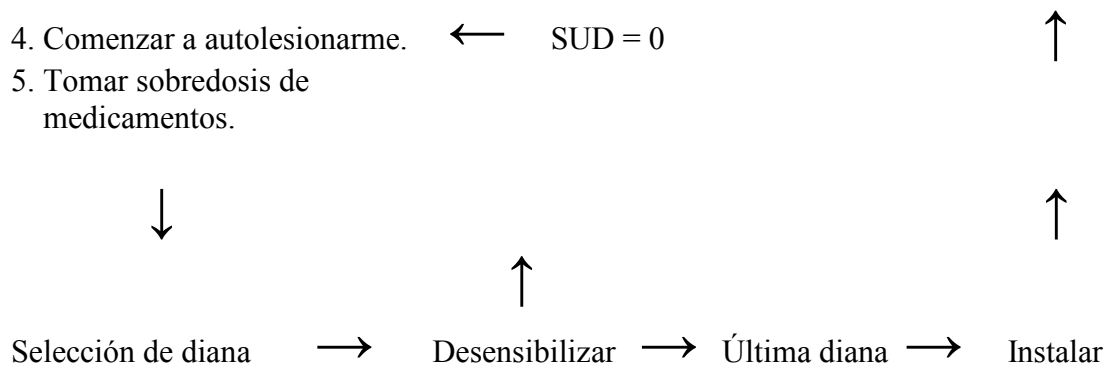 4. Comenzar a autolesionarme. ← SUD = 0 ↑
5. Tomar sobredosis de
medicamentos.
↓ ↑
↑
Selección de diana → Desensibilizar → Última diana → Instalar